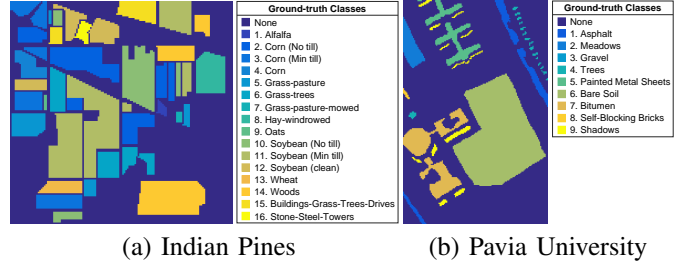 Ground-truth Classes
None
1. Alfalfa
2. Corn (No till)
3. Corn (Min till)
4. Corn
5. Grass-pasture
6. Grass-trees
7. Grass-pasture-mowed
8. Hay-windrowed
9. Oats
10. Soybean (No till)
11. Soybean (Min till)
12. Soybean (clean)
13. Wheat
14. Woods
15. Buildings-Grass-Trees-Drives
16. Stone-Steel-Towers
(a) Indian Pines
Ground-truth Classes
None
1. Asphalt
2. Meadows
3. Gravel
4. Trees
5. Painted Metal Sheets
6. Bare Soil
7. Bitumen
8. Self-Blocking Bricks
9. Shadows
(b) Pavia University